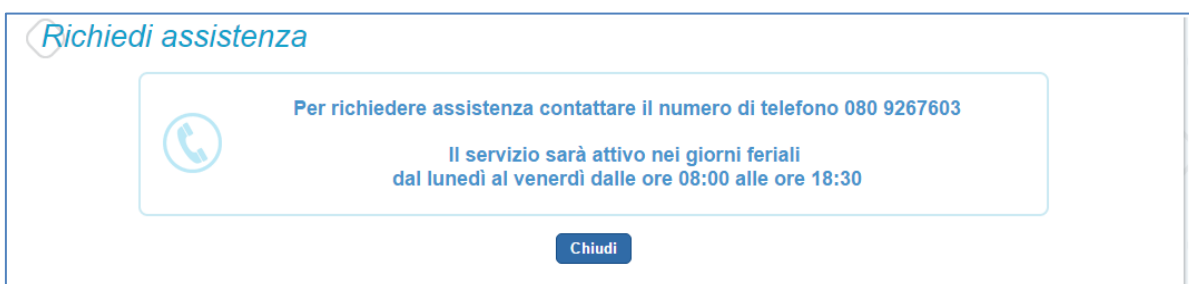 Richiedi assistenza
Per richiedere assistenza contattare il numero di telefono 080 9267603
Il servizio sarà attivo nei giorni feriali
dal lunedì al venerdì dalle ore 08:00 alle ore 18:30
Chiudi